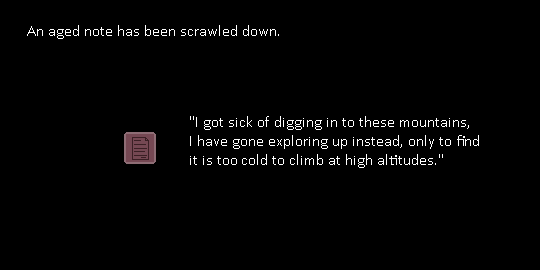 An aged note has been scrawled down.
"I got sick of digging in to these mountains,
I have gone exploring up instead, only to find
it is too cold to climb at high altitudes."